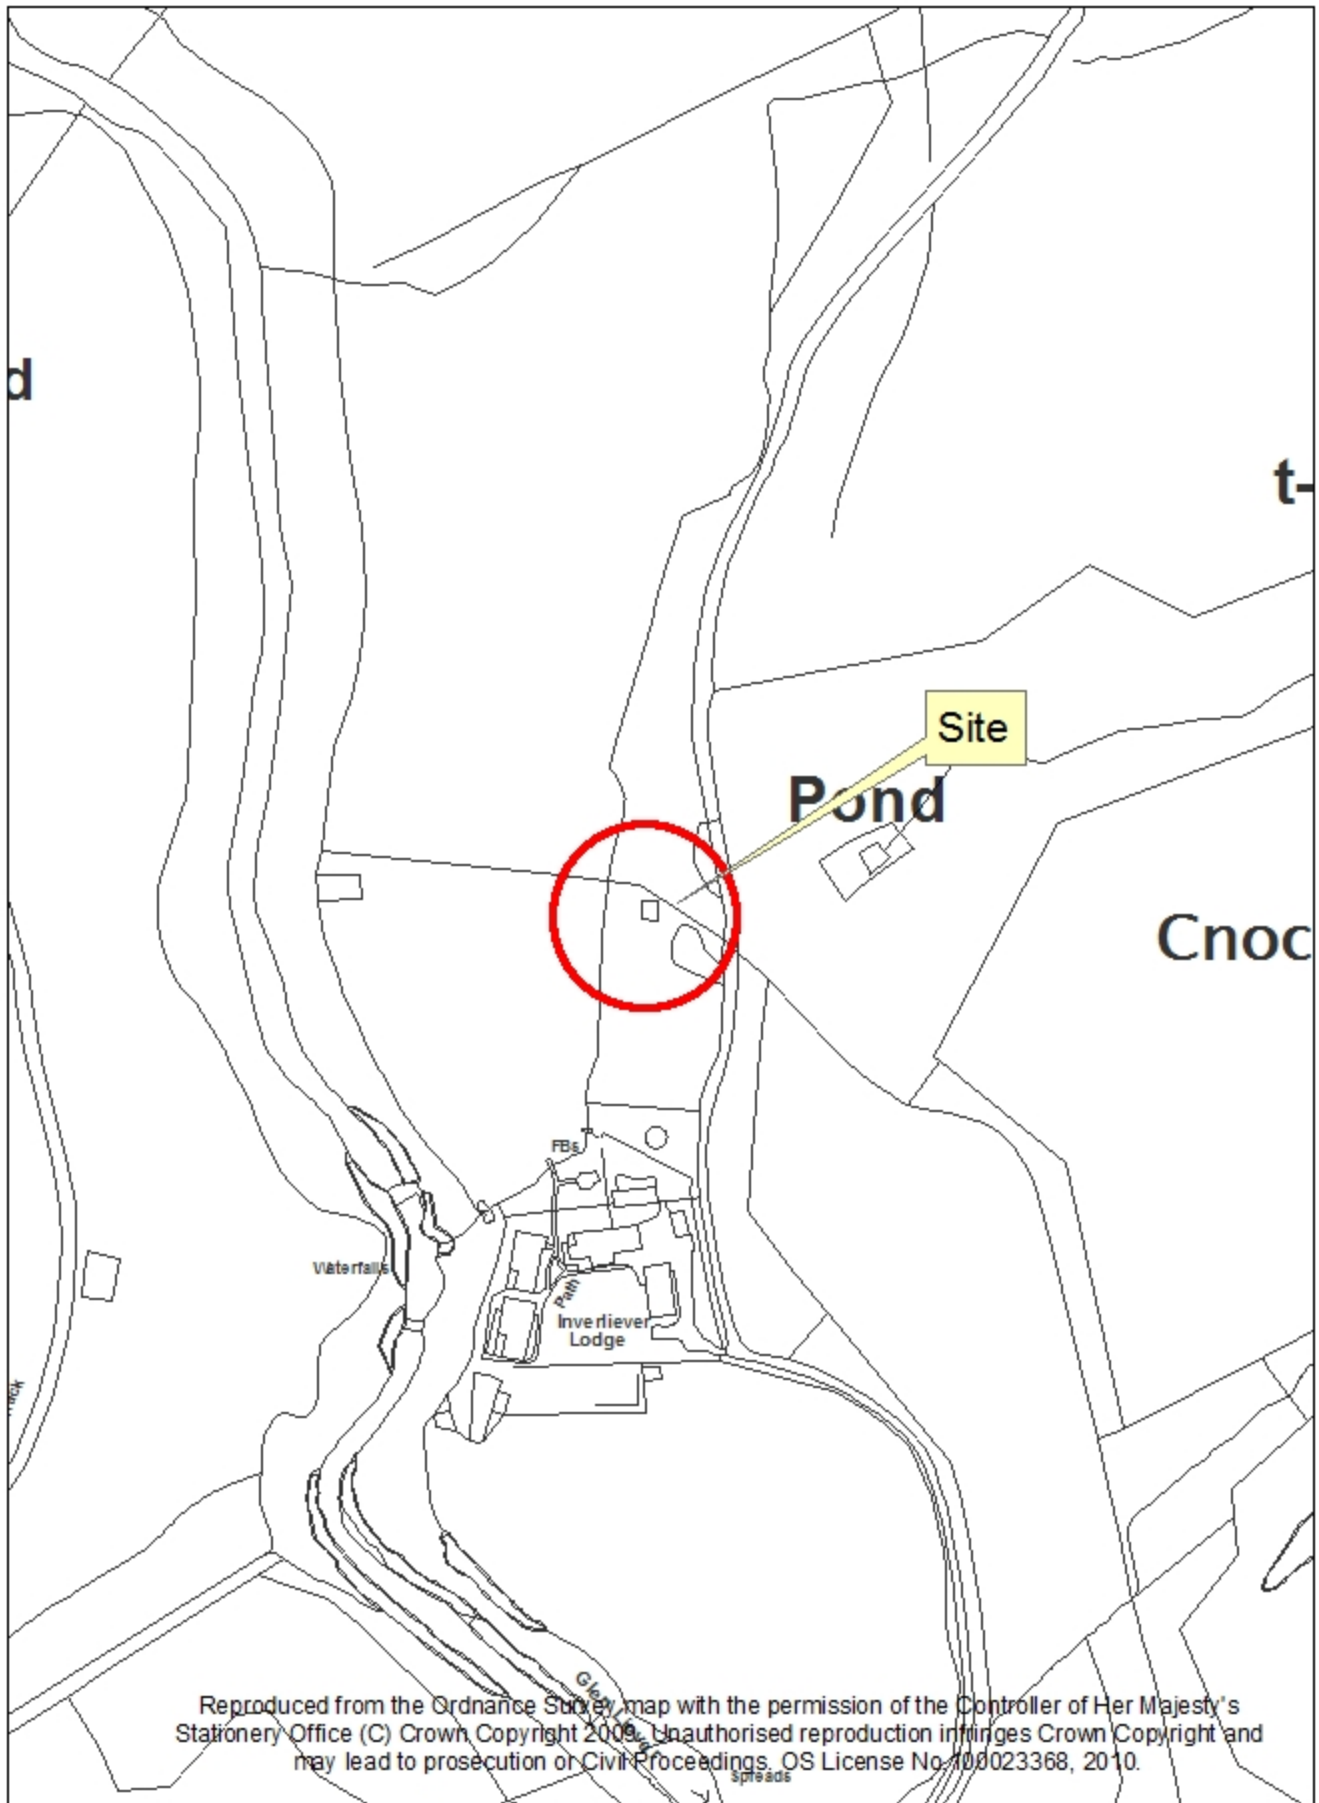 d
t-
Site
Pond
Cnoc
FBs
Waterfalls
Path
Inverliever
Lodge
Reproduced from the Ordnance Survey map with the permission of the Controller of Her Majesty's
Stationery Office (C) Crown Copyright 2009. Unauthorised reproduction infringes Crown Copyright and
may lead to prosecution or Civil Proceedings. OS License No. 100023368, 2010.
Spreads